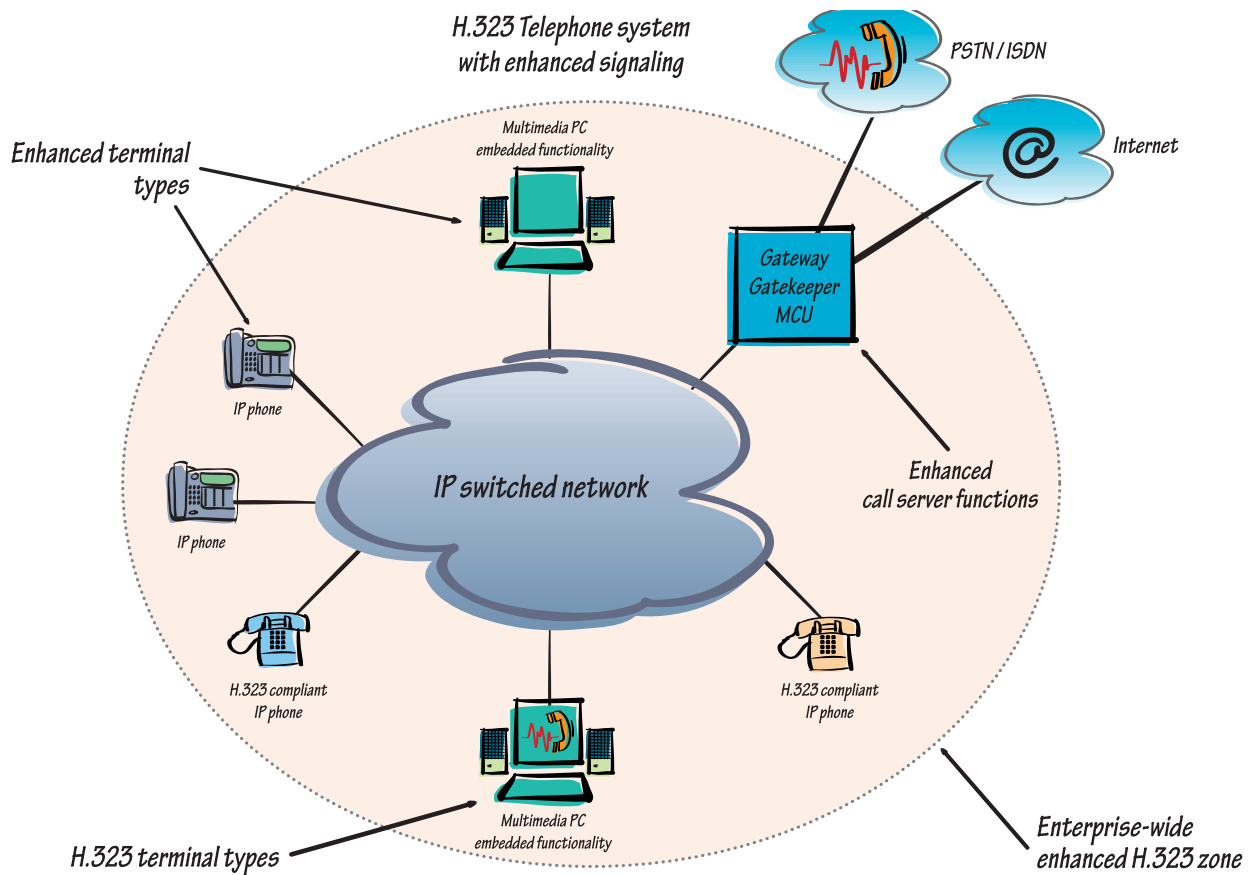 H.323 Telephone system
with enhanced signaling
PSTN / ISDN
Internet
@
Enhanced terminal
types
Multimedia PC
embedded functionality
Gateway
Gatekeeper
MCU
IP phone
Enhanced
call server functions
IP switched network
IP phone
H.323 compliant
IP phone
H.323 compliant
IP phone
Multimedia PC
embedded functionality
H.323 terminal types
Enterprise-wide
enhanced H.323 zone